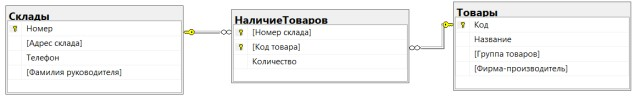 Склады
Номер
[Адрес склада]
Телефон
[Фамилия руководителя]
НаличиеТоваров
[Номер склада]
[Код товара]
Количество
Товары
Код
Название
[Группа товаров]
[Фирма-производитель]